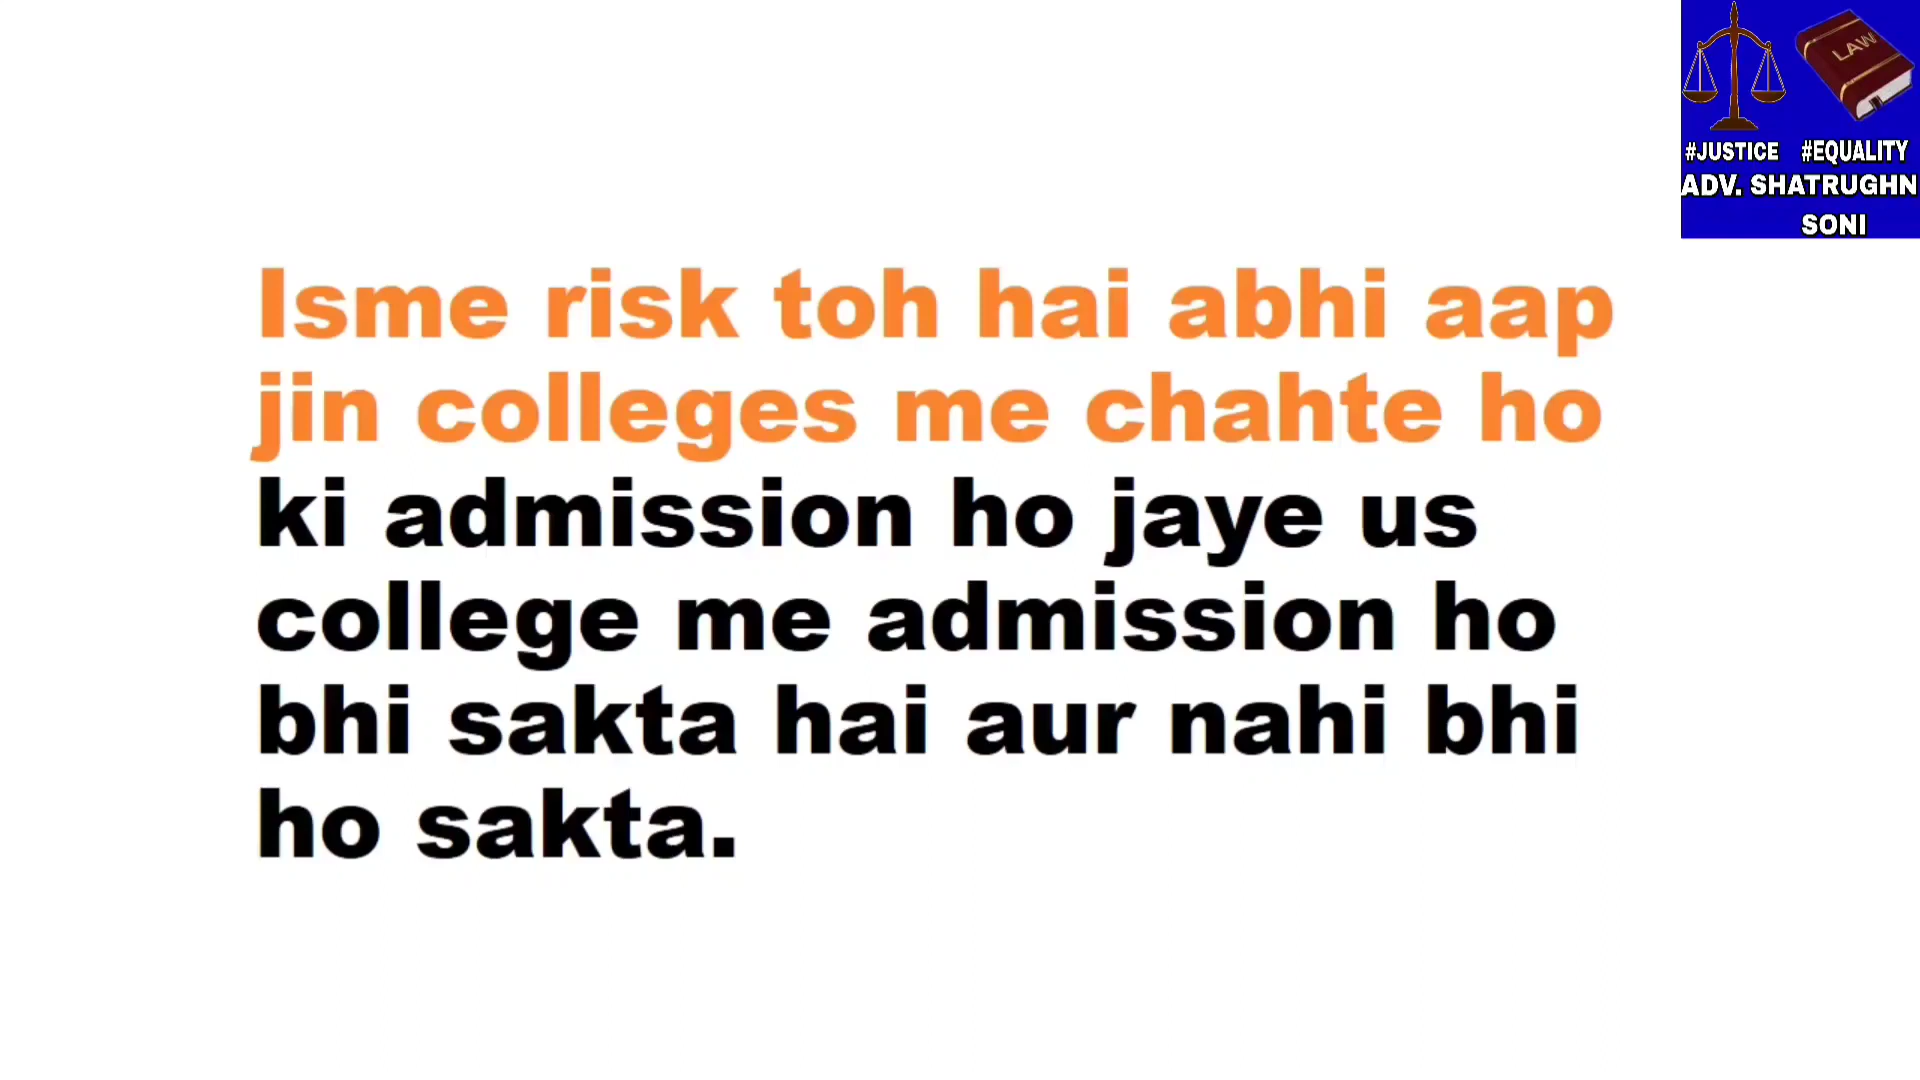 LAW
#JUSTICE #EQUALITY
ADV. SHATRUGHN
SONI
Isme risk toh hai abhi aap
jin colleges me chahte ho
ki admission ho jaye us
college me admission ho
bhi sakta hai aur nahi bhi
ho sakta.